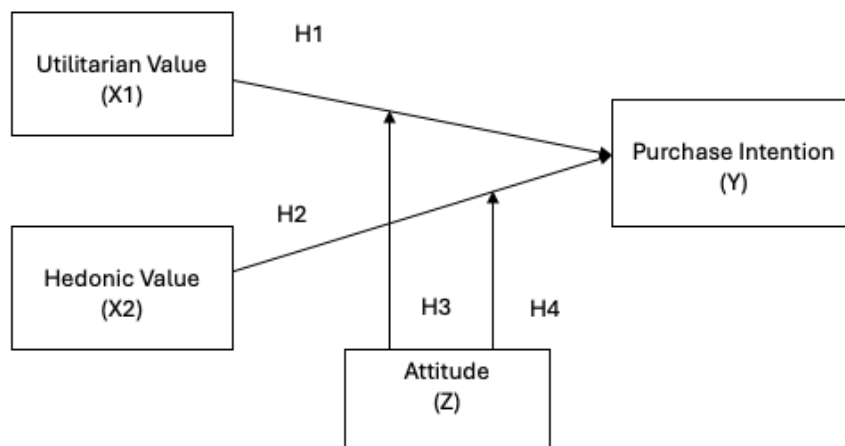 H1
Utilitarian Value
(X1)
Purchase Intention
(Y)
H2
Hedonic Value
(X2)
H3
H4
Attitude
(Z)